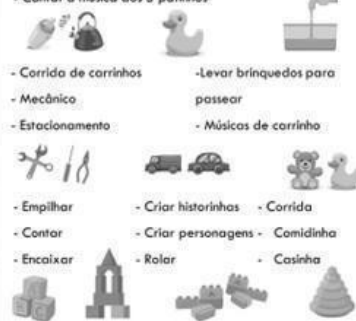 - Cantar a música dos 5 patinhos
- Corrida de carrinhos
- Mecânico
- Estacionamento
-Levar brinquedos para
passear
- Músicas de carrinho
- Empilhar
- Contar
- Encaixar
- Criar historinhas
- Criar personagens
- Rolar
- Corrida
- Comidinha
- Casinha